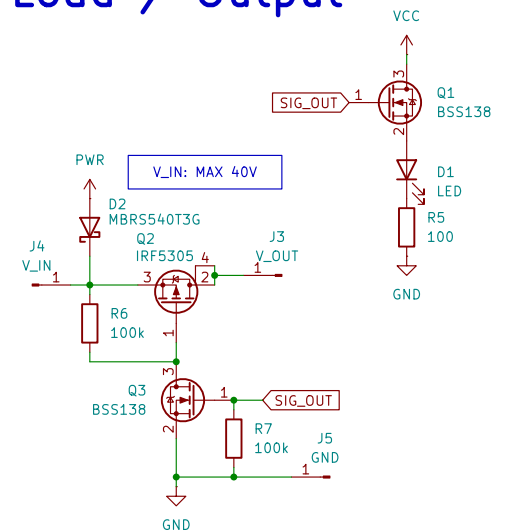 Load / Output
VCC
3
SIG_OUT
1
Q1
BSS138
2
PWR
V_IN: MAX 40V
D1
LED
D2
MBRS540T3G
R5
100
J4
V_IN
1
Q2
IRF5305
3
4
2
J3
V_OUT
1
GND
R6
100k
1
3
Q3
BSS138
1
SIG_OUT
2
R7
100k
J5
GND
1
GND